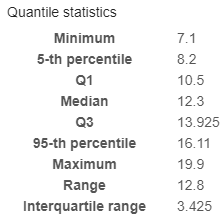 Quantile statistics
Minimum 7.1
5-th percentile 8.2
Q1 10.5
Median 12.3
Q3 13.925
95-th percentile 16.11
Maximum 19.9
Range 12.8
Interquartile range 3.425